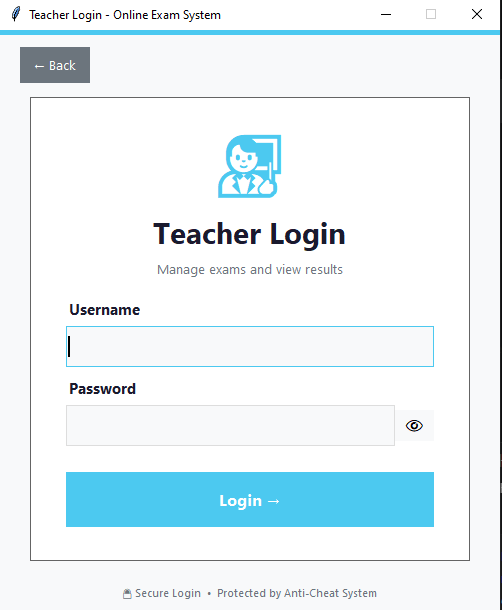 Teacher Login - Online Exam System
← Back
Teacher Login
Manage exams and view results
Username
Password
Login →
Secure Login • Protected by Anti-Cheat System